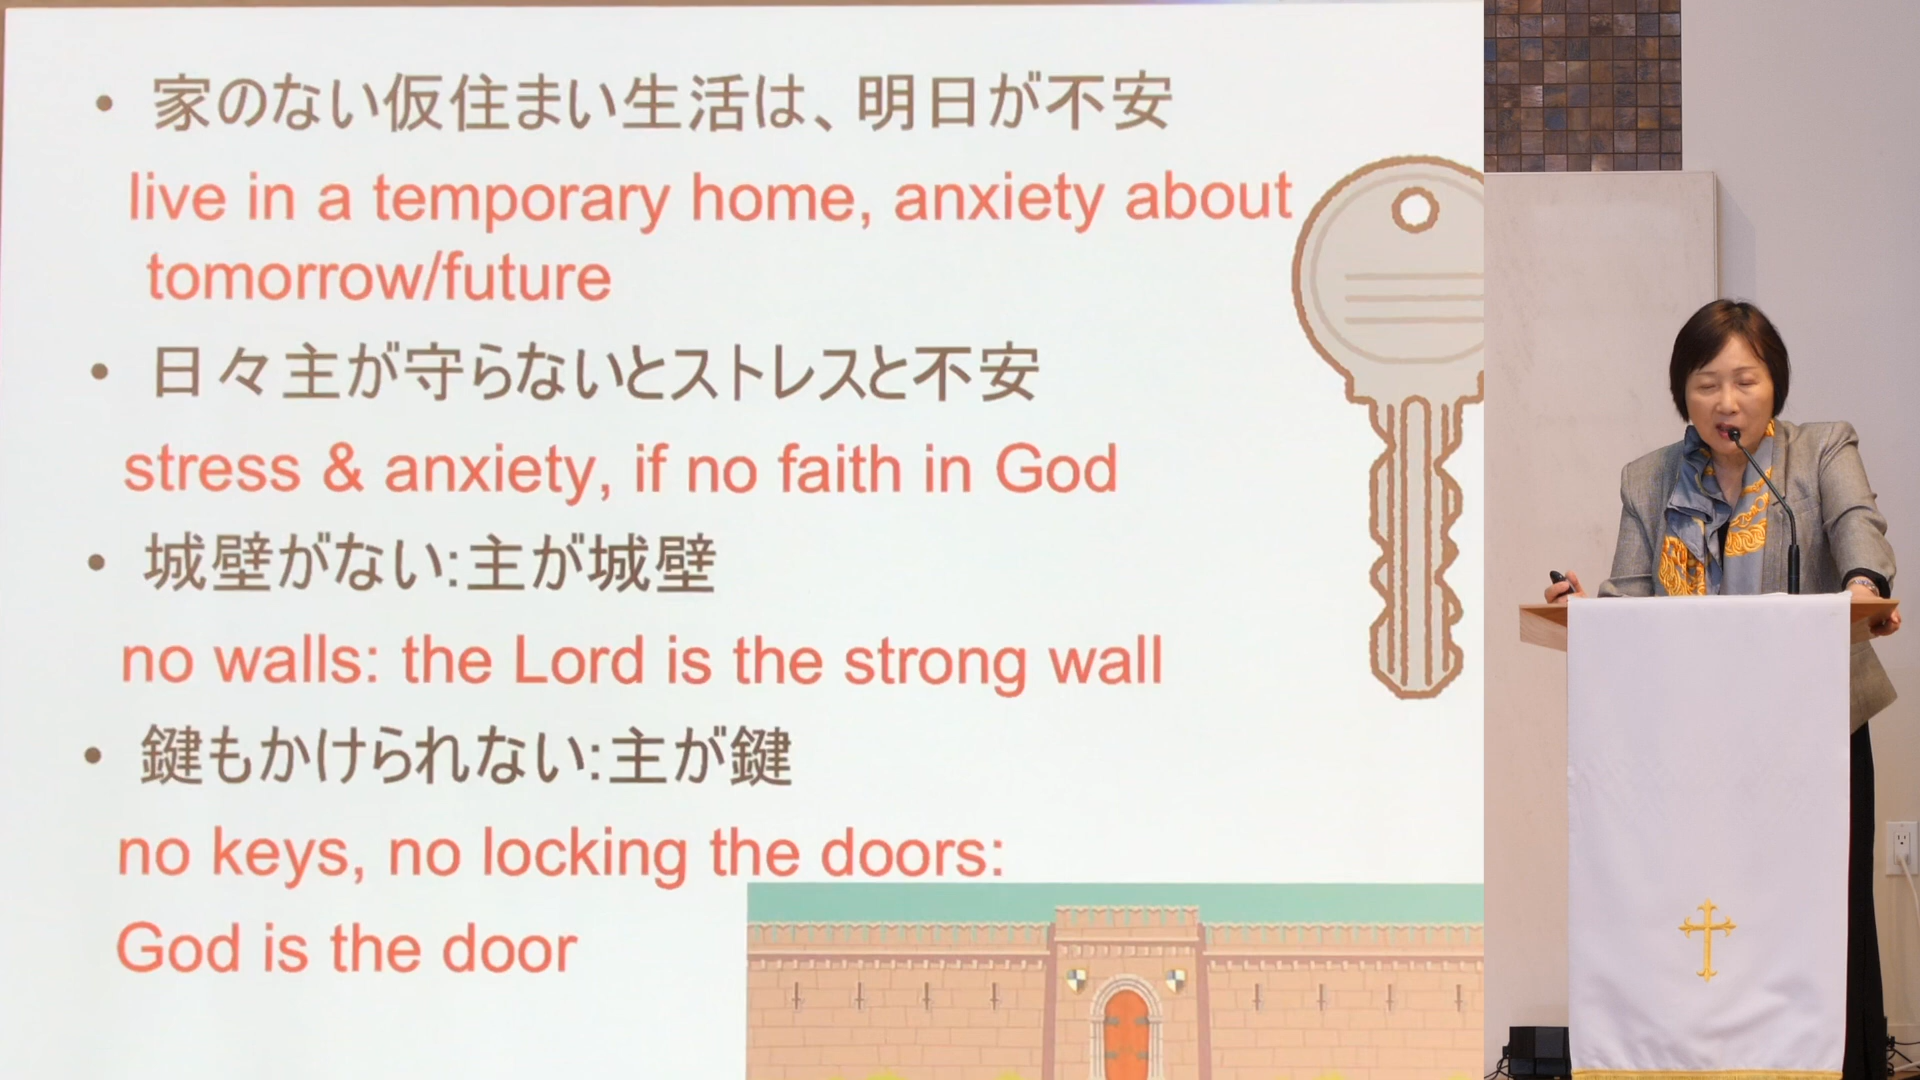 • 家のない仮住まい生活は、明日が不安
live in a temporary home, anxiety about
tomorrow/future
• 日々主が守らないとストレスと不安
stress & anxiety, if no faith in God
• 城壁がない:主が城壁
no walls: the Lord is the strong wall
• 鍵もかけられない:主が鍵
no keys, no locking the doors:
God is the door